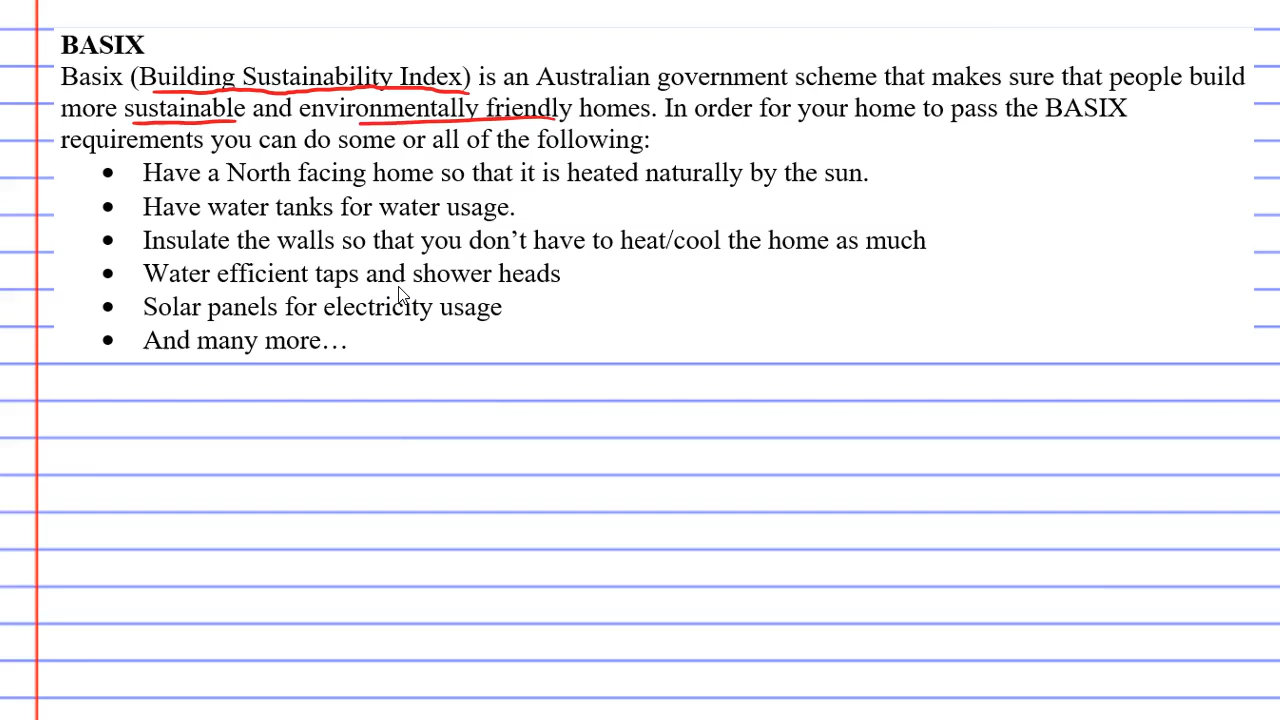 BASIX
Basix (Building Sustainability Index) is an Australian government scheme that makes sure that people build
more sustainable and environmentally friendly homes. In order for your home to pass the BASIX
requirements you can do some or all of the following:
• Have a North facing home so that it is heated naturally by the sun.
• Have water tanks for water usage.
• Insulate the walls so that you don’t have to heat/cool the home as much
• Water efficient taps and shower heads
• Solar panels for electricity usage
• And many more…